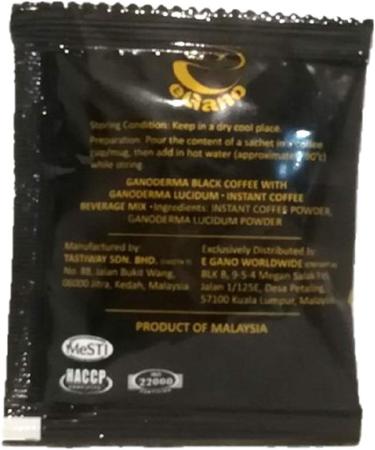 eGano
Storing Condition: Keep in a dry cool place.
Preparation: Pour the content of a sachet in a coffee
cup/mug, then add in hot water (approximate
while stiring.
GANODERMA BLACK COFFEE WITH
GANODERMA LUCIDUM • INSTANT COFFEE
BEVERAGE MIX • Ingredients: INSTANT COFFEE POWDER,
GANODERMA LUCIDUM POWDER
Manufactured by:
TASTIWAY SDN. BHD.
No. 88, Jalan Bukit Wang,
06000 Jitra, Kedah, Malaysia
Exclusively Distributed by:
E GANO WORLDWIDE
BLK B, 9-5-4 Megan Salak
Jalan 1/125E, Desa Petaling,
57100 Kuala Lumpur, Malaysia
PRODUCT OF MALAYSIA
MeSTI
HACCP
ISO
22000